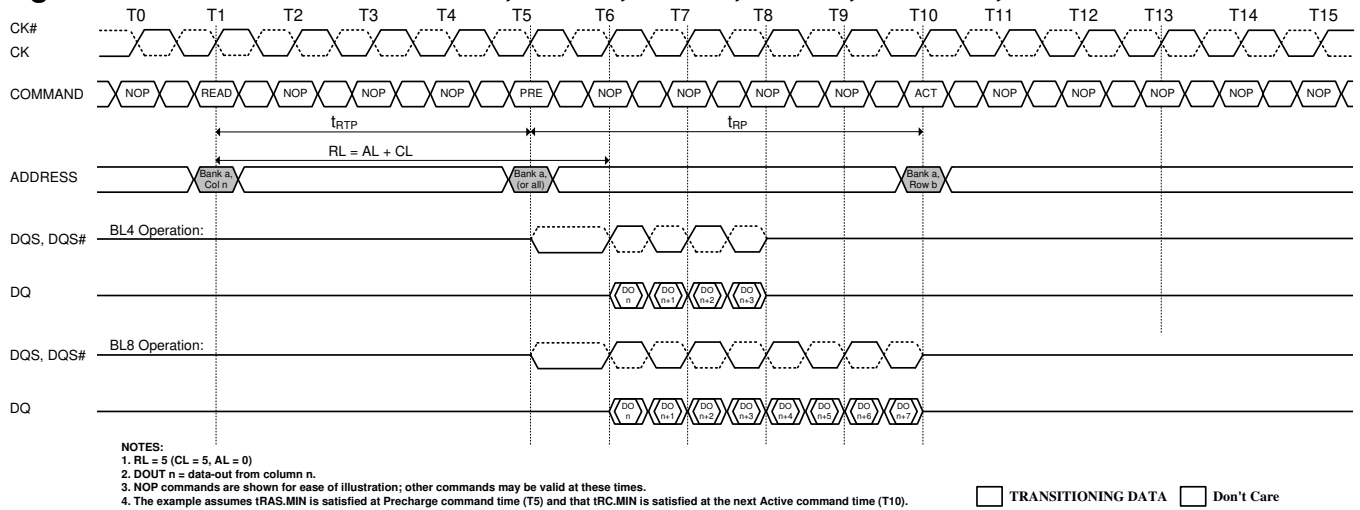 T0 T1 T2 T3 T4 T5 T6 T7 T8 T9 T10 T11 T12 T13 T14 T15
CK#
CK
COMMAND NOP READ NOP NOP NOP PRE NOP NOP NOP NOP ACT NOP NOP NOP NOP NOP
tRTP tRP
RL = AL + CL
ADDRESS
Bank a,
Col n
Bank a,
(or all)
Bank a,
Row b
BL4 Operation:
DQS, DQS#
DQ
DO
n
DO
n+1
DO
n+2
DO
n+3
BL8 Operation:
DQS, DQS#
DQ
DO
n
DO
n+1
DO
n+2
DO
n+3
DO
n+4
DO
n+5
DO
n+6
DO
n+7
NOTES:
1. RL = 5 (CL = 5, AL = 0)
2. DOUT n = data-out from column n.
3. NOP commands are shown for ease of illustration; other commands may be valid at these times.
4. The example assumes tRAS.MIN is satisfied at Precharge command time (T5) and that tRC.MIN is satisfied at the next Active command time (T10).
TRANSITIONING DATA Don't Care